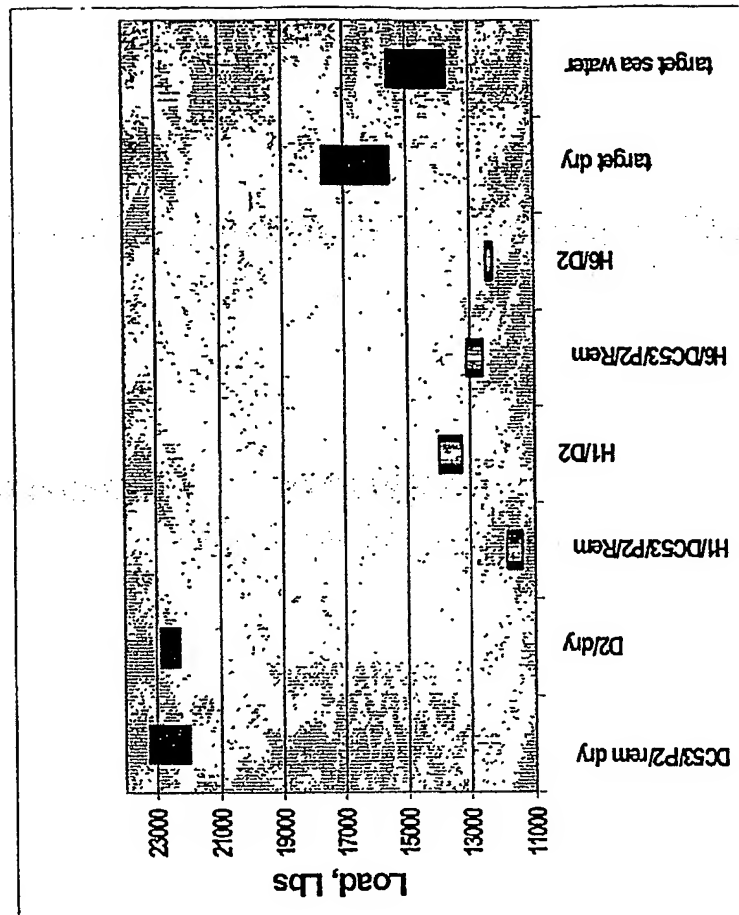 target sea water
target dry
H6/D2
H6/DC53/P2/Rem
H1/D2
H1/DC53/P2/Rem
D2/dry
DC53/P2/rem dry
23000
21000
19000
17000
15000
13000
11000
Load, Lbs